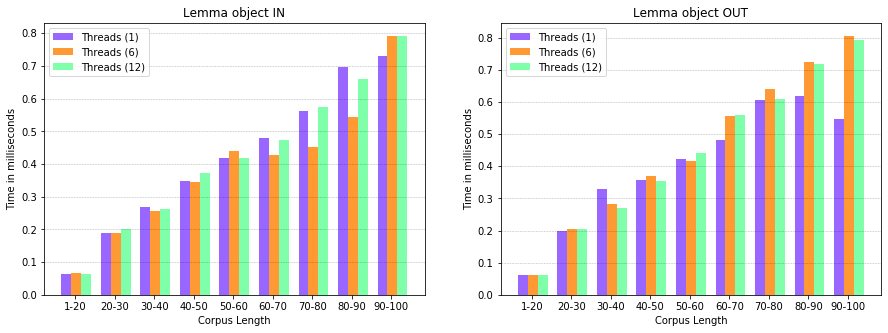 Lemma object IN
Threads (1)
Threads (6)
Threads (12)
Time in milliseconds
0.8
0.7
0.6
0.5
0.4
0.3
0.2
0.1
0.0
1-20 20-30 30-40 40-50 50-60 60-70 70-80 80-90 90-100
Corpus Length
Lemma object OUT
Threads (1)
Threads (6)
Threads (12)
Time in milliseconds
0.8
0.7
0.6
0.5
0.4
0.3
0.2
0.1
0.0
1-20 20-30 30-40 40-50 50-60 60-70 70-80 80-90 90-100
Corpus Length